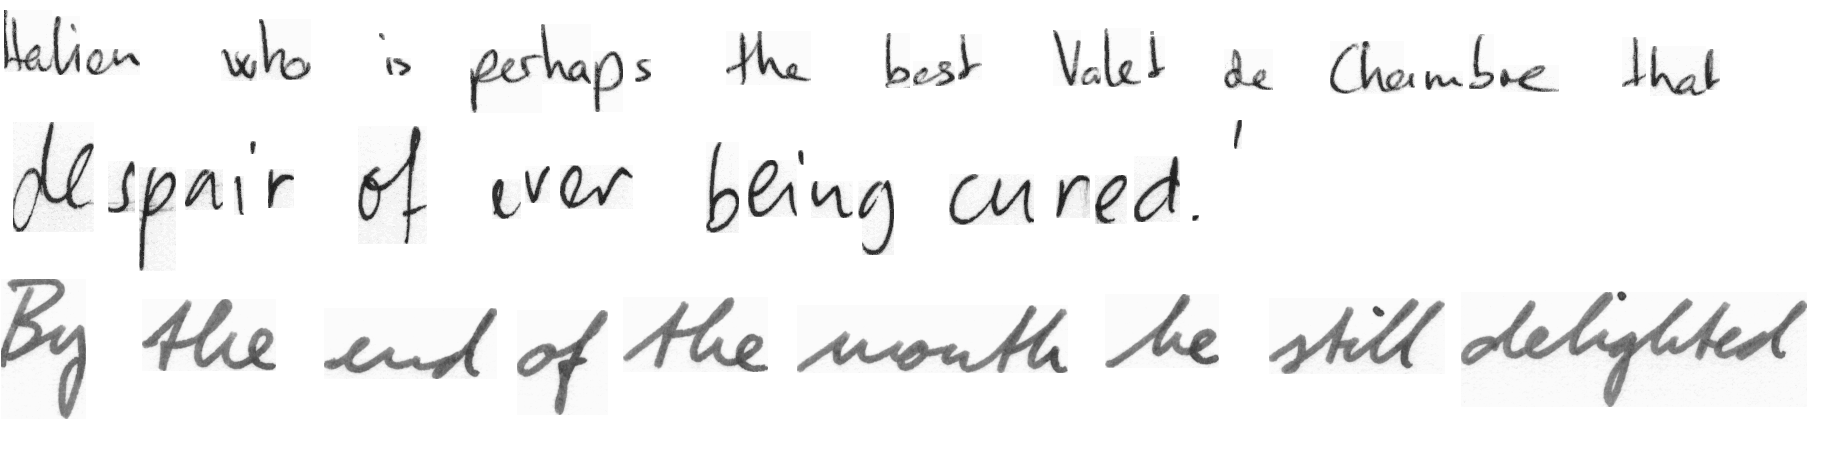 Italien who is perhaps the best Valet de Chambre that
despair of ever being cured.'
By the end of the month he still delighted